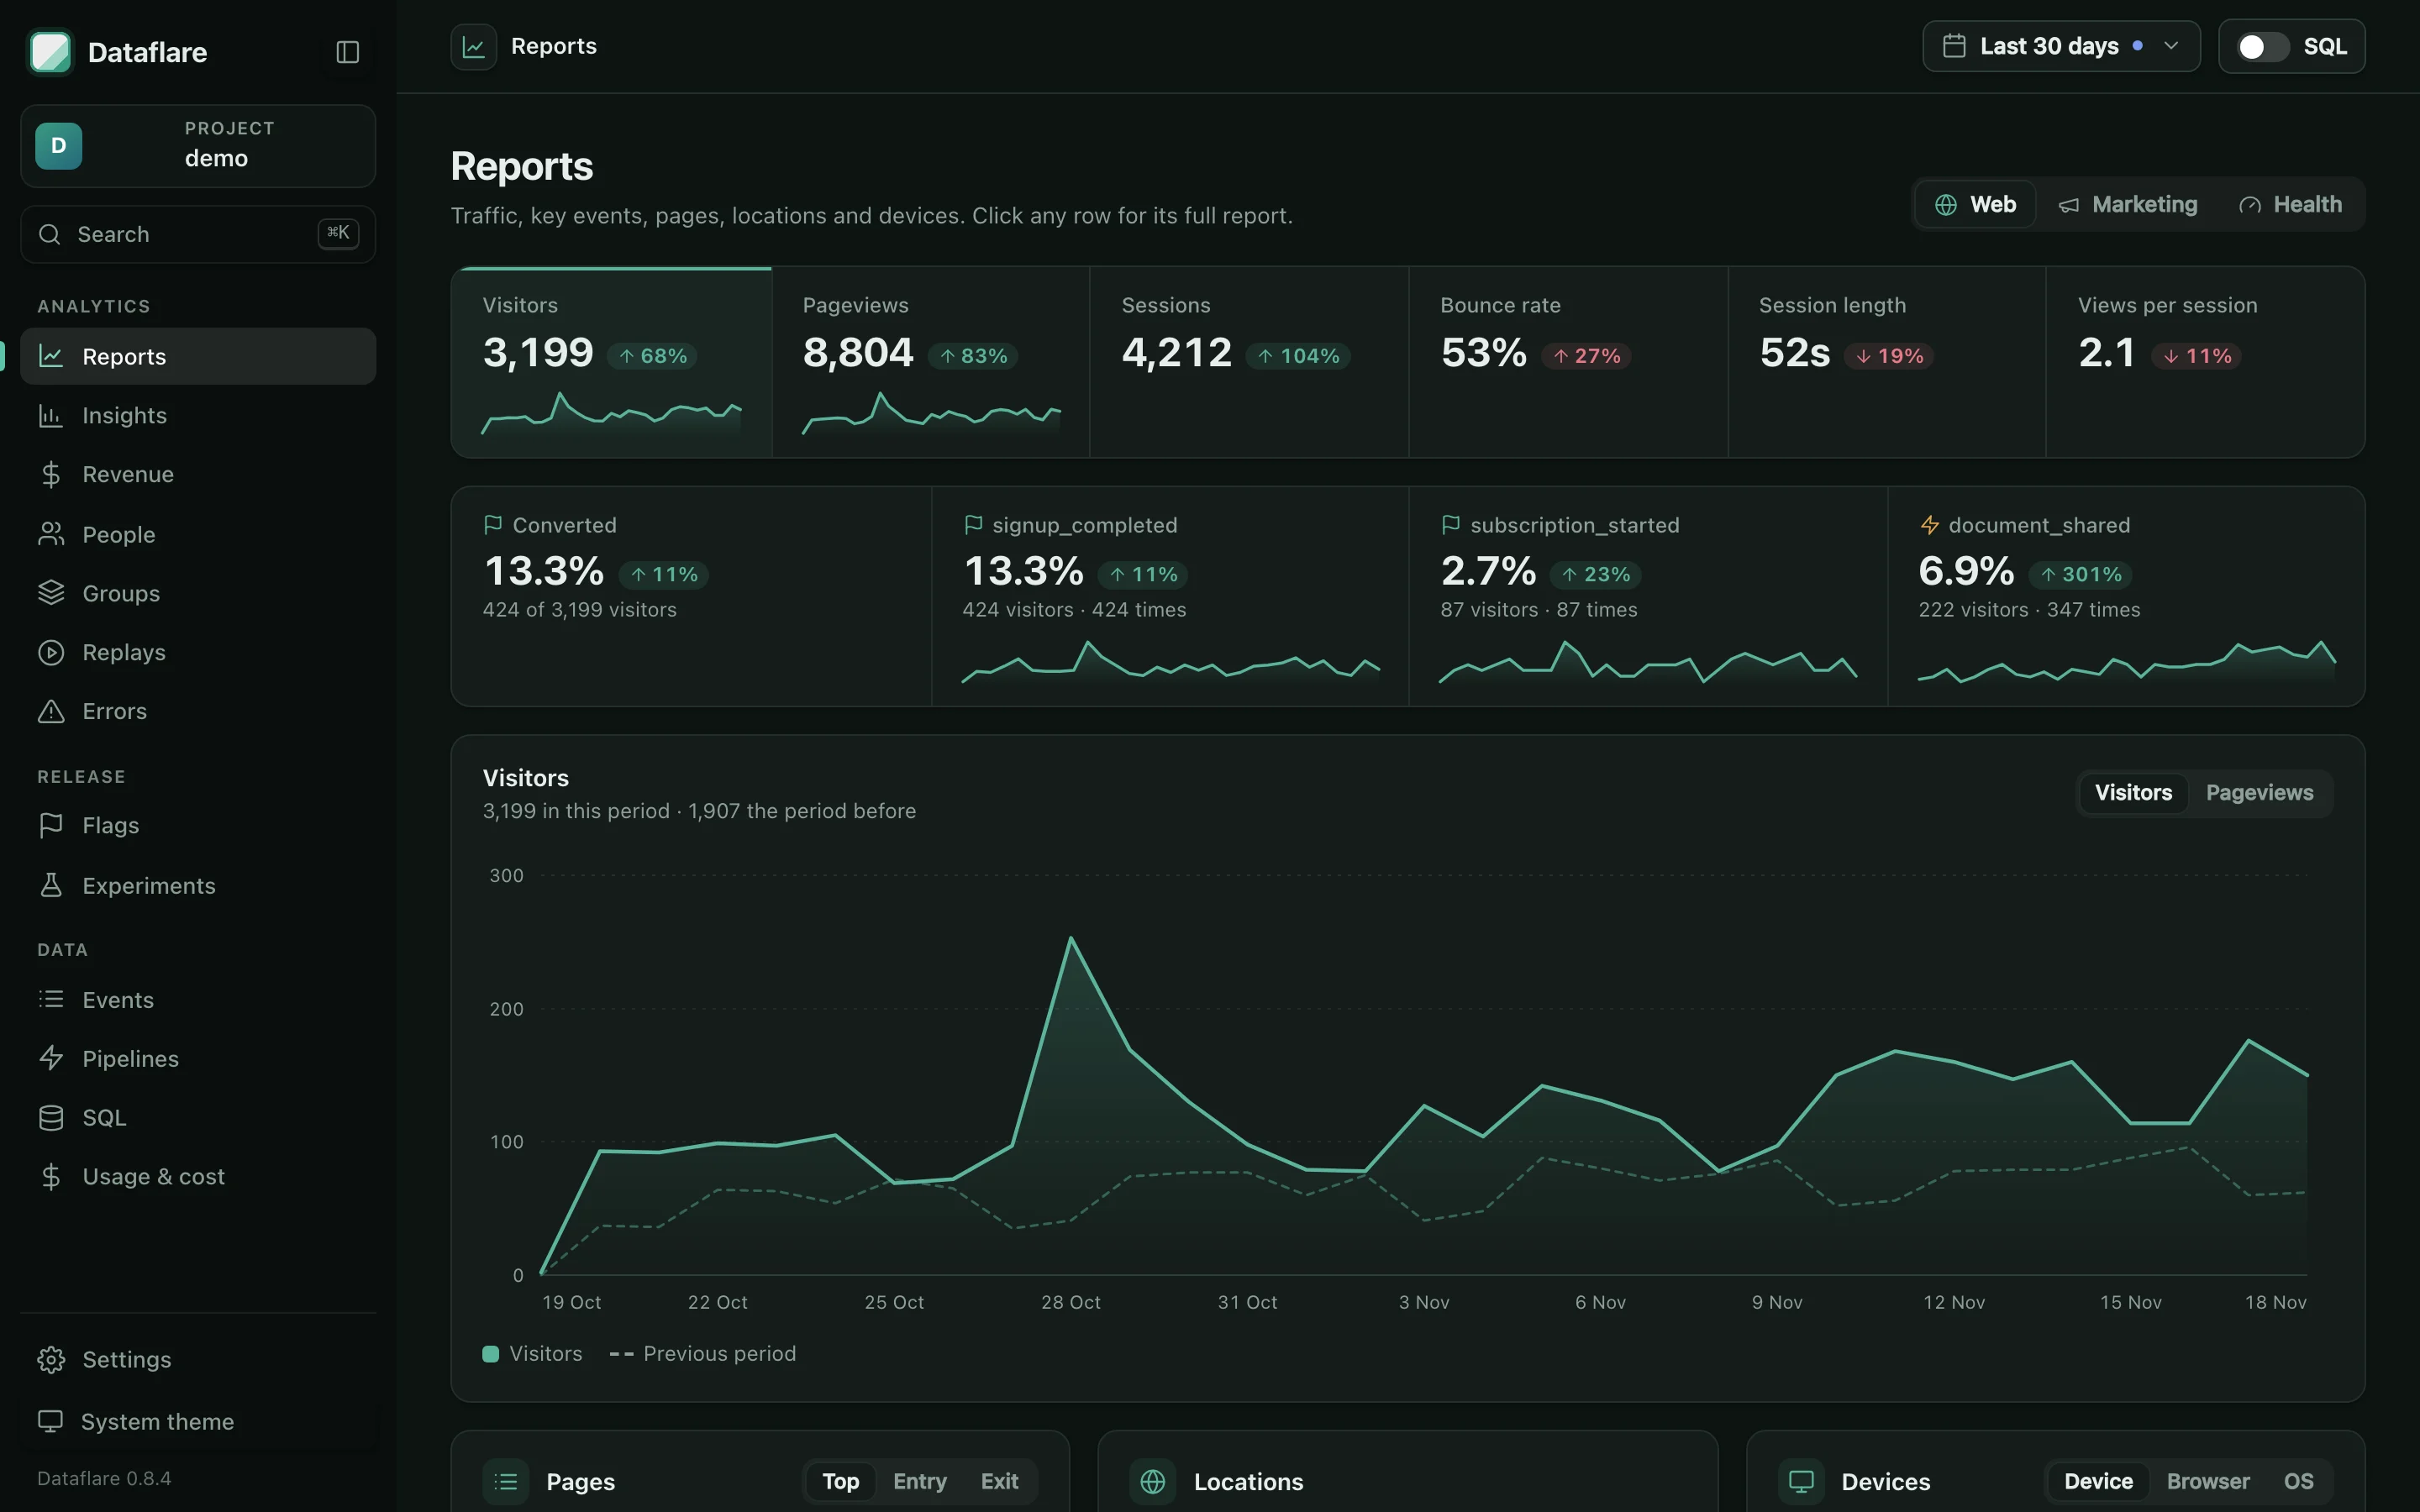 Dataflare
PROJECT
demo
Search
⌘K
ANALYTICS
Reports
Insights
Revenue
People
Groups
Replays
Errors
RELEASE
Flags
Experiments
DATA
Events
Pipelines
SQL
Usage & cost
Settings
System theme
Dataflare 0.8.4
D
Reports
Last 30 days
SQL
Reports
Traffic, key events, pages, locations and devices. Click any row for its full report.
Web
Marketing
Health
Visitors
3,199 ↑ 68%
Pageviews
8,804 ↑ 83%
Sessions
4,212 ↑ 104%
Bounce rate
53% ↑ 27%
Session length
52s ↓ 19%
Views per session
2.1 ↓ 11%
Converted
13.3% ↑ 11%
424 of 3,199 visitors
signup_completed
13.3% ↑ 11%
424 visitors · 424 times
subscription_started
2.7% ↑ 23%
87 visitors · 87 times
document_shared
6.9% ↑ 301%
222 visitors · 347 times
Visitors
3,199 in this period · 1,907 the period before
Visitors
Pageviews
300
200
100
0
19 Oct
22 Oct
25 Oct
28 Oct
31 Oct
3 Nov
6 Nov
9 Nov
12 Nov
15 Nov
18 Nov
Visitors
Previous period
Pages
Top
Entry
Exit
Locations
Devices
Device
Browser
OS